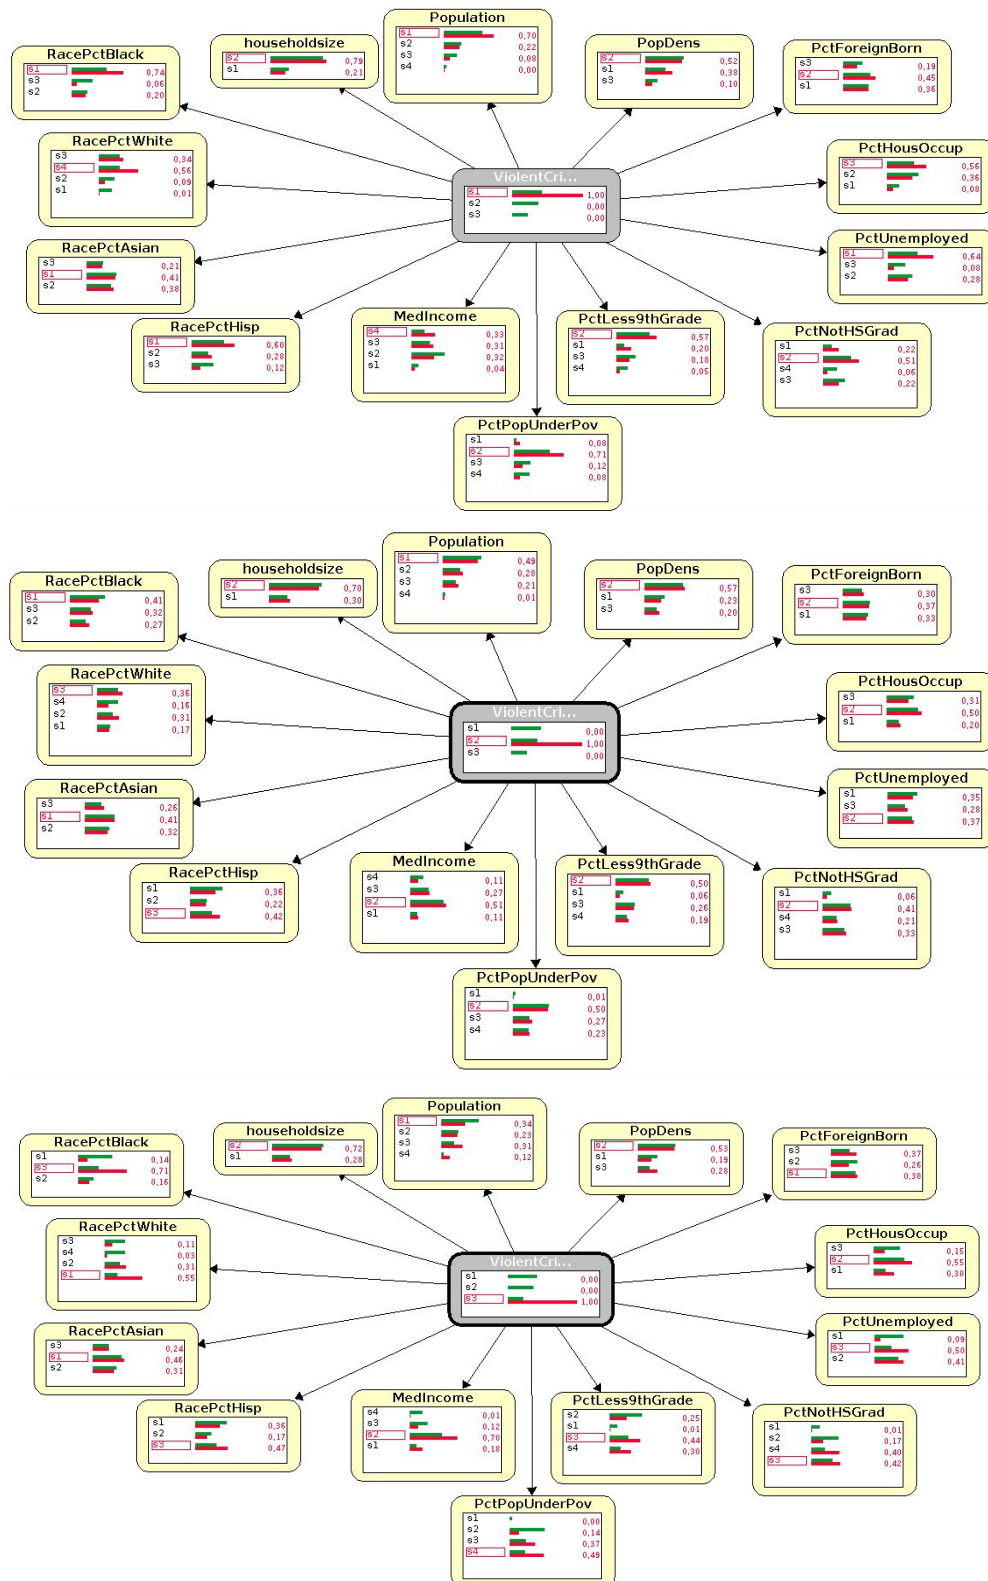 Population
s1 0,70
s2 0,22
s3 0,08
s4 0,00
householdsize
s2 0,79
s1 0,21
PopDens
s2 0,52
s1 0,38
s3 0,10
RacePctBlack
s1 0,74
s3 0,06
s2 0,20
PctForeignBorn
s3 0,19
s2 0,45
s1 0,36
RacePctWhite
s3 0,34
s4 0,56
s2 0,09
s1 0,01
PctHousOccup
s3 0,56
s2 0,36
s1 0,08
ViolentCri...
s1 1,00
s2 0,00
s3 0,00
RacePctAsian
s3 0,21
s1 0,41
s2 0,38
PctUnemployed
s1 0,64
s3 0,08
s2 0,28
RacePctHisp
s1 0,60
s2 0,28
s3 0,12
MedIncome
s4 0,33
s3 0,31
s2 0,32
s1 0,04
PctLess9thGrade
s2 0,57
s1 0,20
s3 0,18
s4 0,05
PctNotHSGrad
s1 0,22
s2 0,51
s4 0,06
s3 0,22
PctPopUnderPov
s1 0,08
s2 0,71
s3 0,12
s4 0,08
Population
s1 0,49
s2 0,28
s3 0,21
s4 0,01
householdsize
s2 0,70
s1 0,30
PopDens
s2 0,57
s1 0,23
s3 0,20
RacePctBlack
s1 0,41
s3 0,32
s2 0,27
PctForeignBorn
s3 0,30
s2 0,37
s1 0,33
RacePctWhite
s3 0,36
s4 0,16
s2 0,31
s1 0,17
PctHousOccup
s3 0,31
s2 0,50
s1 0,20
ViolentCri...
s1 0,00
s2 1,00
s3 0,00
RacePctAsian
s3 0,26
s1 0,41
s2 0,32
PctUnemployed
s1 0,35
s3 0,28
s2 0,37
RacePctHisp
s1 0,36
s2 0,22
s3 0,42
MedIncome
s4 0,11
s3 0,27
s2 0,51
s1 0,11
PctLess9thGrade
s2 0,50
s1 0,06
s3 0,26
s4 0,19
PctNotHSGrad
s1 0,06
s2 0,41
s4 0,21
s3 0,33
PctPopUnderPov
s1 0,01
s2 0,50
s3 0,27
s4 0,23
Population
s1 0,34
s2 0,23
s3 0,31
s4 0,12
householdsize
s2 0,72
s1 0,28
PopDens
s2 0,53
s1 0,19
s3 0,28
RacePctBlack
s1 0,14
s3 0,71
s2 0,16
PctForeignBorn
s3 0,37
s2 0,26
s1 0,38
RacePctWhite
s3 0,11
s4 0,03
s2 0,31
s1 0,55
PctHousOccup
s3 0,15
s2 0,55
s1 0,30
ViolentCri...
s1 0,00
s2 0,00
s3 1,00
RacePctAsian
s3 0,24
s1 0,46
s2 0,31
PctUnemployed
s1 0,09
s3 0,50
s2 0,41
RacePctHisp
s1 0,36
s2 0,17
s3 0,47
MedIncome
s4 0,01
s3 0,12
s2 0,70
s1 0,18
PctLess9thGrade
s2 0,25
s1 0,01
s3 0,44
s4 0,30
PctNotHSGrad
s1 0,01
s2 0,17
s4 0,40
s3 0,42
PctPopUnderPov
s1 0,00
s2 0,14
s3 0,37
s4 0,49